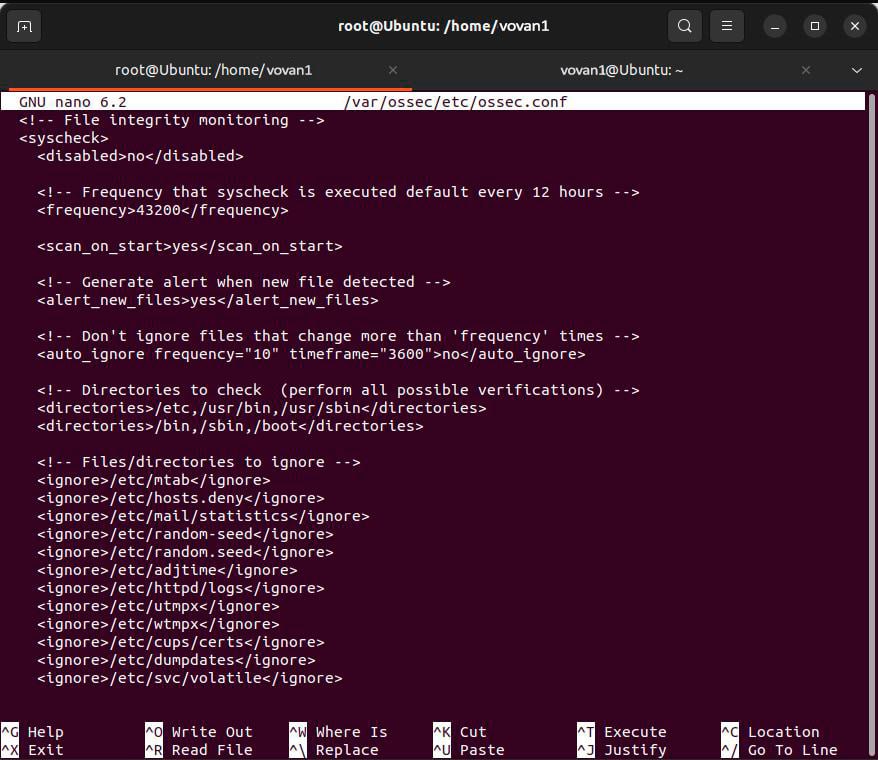 root@Ubuntu: /home/vovan1
root@Ubuntu: /home/vovan1 × vovan1@Ubuntu: ~ ×
GNU nano 6.2 /var/ossec/etc/ossec.conf
<!-- File integrity monitoring -->
<syscheck>
<disabled>no</disabled>
<!-- Frequency that syscheck is executed default every 12 hours -->
<frequency>43200</frequency>
<scan_on_start>yes</scan_on_start>
<!-- Generate alert when new file detected -->
<alert_new_files>yes</alert_new_files>
<!-- Don't ignore files that change more than 'frequency' times -->
<auto_ignore frequency="10" timeframe="3600">no</auto_ignore>
<!-- Directories to check  (perform all possible verifications) -->
<directories>/etc,/usr/bin,/usr/sbin</directories>
<directories>/bin,/sbin,/boot</directories>
<!-- Files/directories to ignore -->
<ignore>/etc/mtab</ignore>
<ignore>/etc/hosts.deny</ignore>
<ignore>/etc/mail/statistics</ignore>
<ignore>/etc/random-seed</ignore>
<ignore>/etc/random.seed</ignore>
<ignore>/etc/adjtime</ignore>
<ignore>/etc/httpd/logs</ignore>
<ignore>/etc/utmpx</ignore>
<ignore>/etc/wtmpx</ignore>
<ignore>/etc/cups/certs</ignore>
<ignore>/etc/dumpdates</ignore>
<ignore>/etc/svc/volatile</ignore>
^G Help ^O Write Out ^W Where Is ^K Cut ^T Execute ^C Location
^X Exit ^R Read File ^\ Replace ^U Paste ^J Justify ^/ Go To Line